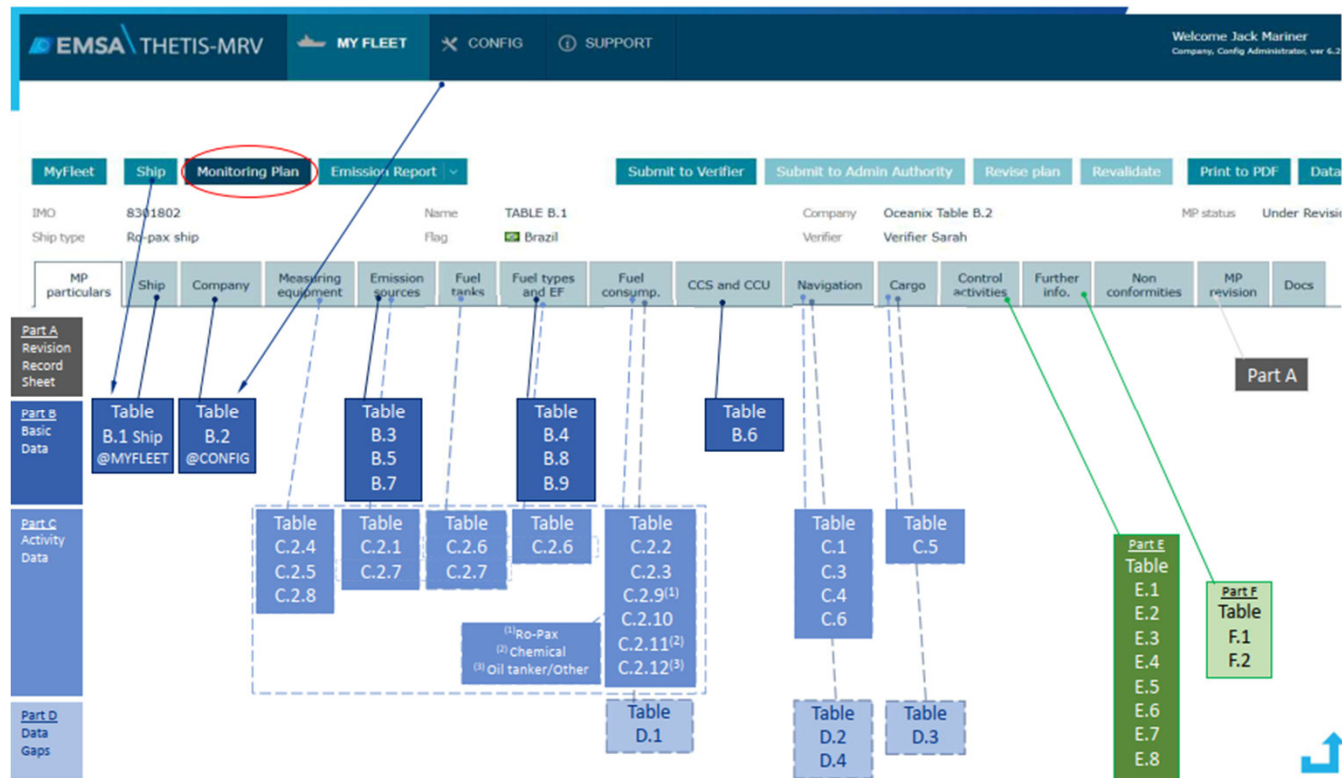 EMSA THETIS-MRV
MY FLEET
CONFIG
SUPPORT
Welcome Jack Mariner
Company, Config Administrator, ver 6.2
MyFleet
Ship
Monitoring Plan
Emission Report
Submit to Verifier
Submit to Admin Authority
Revise plan
Revalidate
Print to PDF
Data
IMO 8301802
Name TABLE B.1
Company Oceanix Table B.2
MP status Under Revisi
Ship type Ro-pax ship
Flag Brazil
Verifier Verifier Sarah
MP
particulars
Ship
Company
Measuring
equipment
Emission
sources
Fuel
tanks
Fuel types
and EF
Fuel
consump.
CCS and CCU
Navigation
Cargo
Control
activities
Further
info.
Non
conformities
MP
revision
Docs
Part A
Revision
Record
Sheet
Part A
Part B
Basic
Data
Table
B.1 Ship
@MYFLEET
Table
B.2
@CONFIG
Table
B.3
B.5
B.7
Table
B.4
B.8
B.9
Table
B.6
Part C
Activity
Data
Table
C.2.4
C.2.5
C.2.8
Table
C.2.1
C.2.7
Table
C.2.6
C.2.7
Table
C.2.6
Table
C.2.2
C.2.3
C.2.9(1)
C.2.10
C.2.11(2)
C.2.12(3)
(1)Ro-Pax
(2) Chemical
(3) Oil tanker/Other
Table
C.1
C.3
C.4
C.6
Table
C.5
Part E
Table
E.1
E.2
E.3
E.4
E.5
E.6
E.7
E.8
Part F
Table
F.1
F.2
Part D
Data
Gaps
Table
D.1
Table
D.2
D.4
Table
D.3